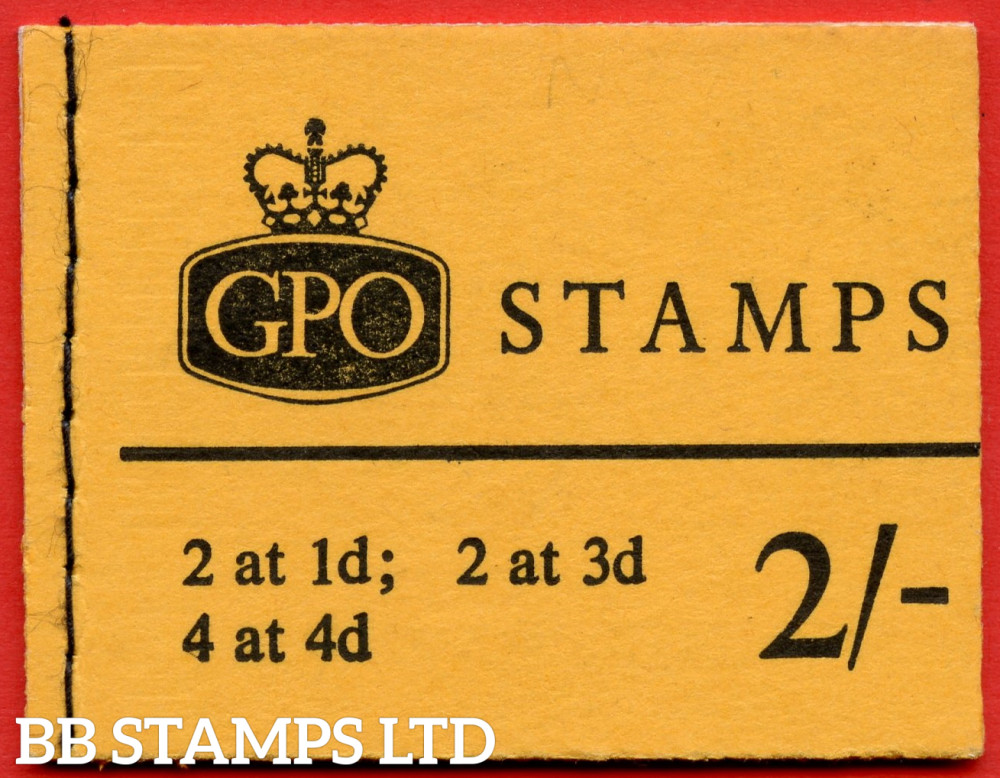 GPO STAMPS
2 at 1d; 2 at 3d
4 at 4d
2/-
BB STAMPS LTD